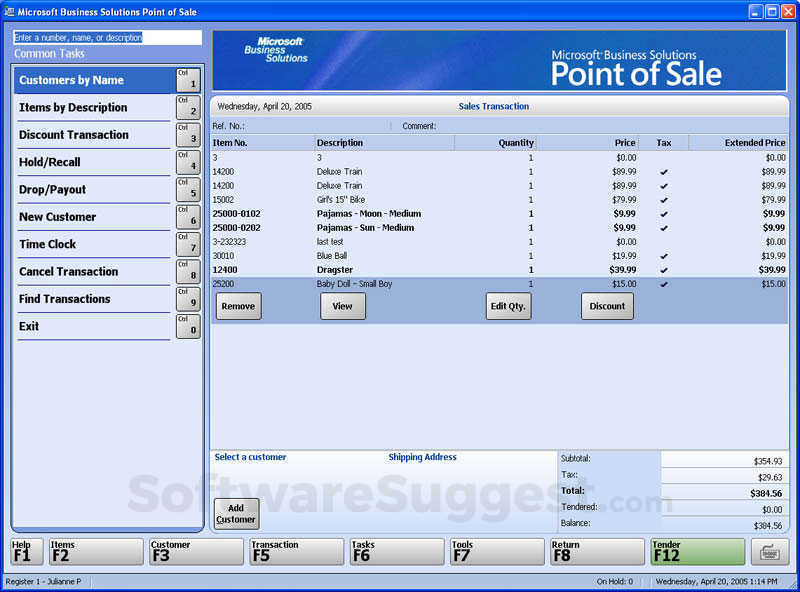 Microsoft Business Solutions Point of Sale
Enter a number, name, or description
Common Tasks
Customers by Name Ctrl 1
Items by Description Ctrl 2
Discount Transaction Ctrl 3
Hold/Recall Ctrl 4
Drop/Payout Ctrl 5
New Customer Ctrl 6
Time Clock Ctrl 7
Cancel Transaction Ctrl 8
Find Transactions Ctrl 9
Exit Ctrl 0
Microsoft
Business
Solutions
Microsoft Business Solutions
Point of Sale
Wednesday, April 20, 2005 Sales Transaction
Ref. No.: Comment:
Item No. Description Quantity Price Tax Extended Price
3 3 1 $0.00 $0.00
14200 Deluxe Train 1 $89.99 ✓ $89.99
14200 Deluxe Train 1 $89.99 ✓ $89.99
15002 Girl's 15" Bike 1 $79.99 ✓ $79.99
25000-0102 Pajamas - Moon - Medium 1 $9.99 ✓ $9.99
25000-0202 Pajamas - Sun - Medium 1 $9.99 ✓ $9.99
3-232323 last test 1 $0.00 $0.00
30010 Blue Ball 1 $19.99 ✓ $19.99
12400 Dragster 1 $39.99 ✓ $39.99
25200 Baby Doll - Small Boy 1 $15.00 ✓ $15.00
Remove View Edit Qty. Discount
Select a customer Shipping Address
Add
Customer
Subtotal: $354.93
Tax: $29.63
Total: $384.56
Tendered: $0.00
Balance: $384.56
SoftwareSuggest.com
Help Items Customer Transaction Tasks Tools Return Tender
F1 F2 F3 F5 F6 F7 F8 F12
Register 1 - Julianne P On Hold: 0 Wednesday, April 20, 2005 1:14 PM